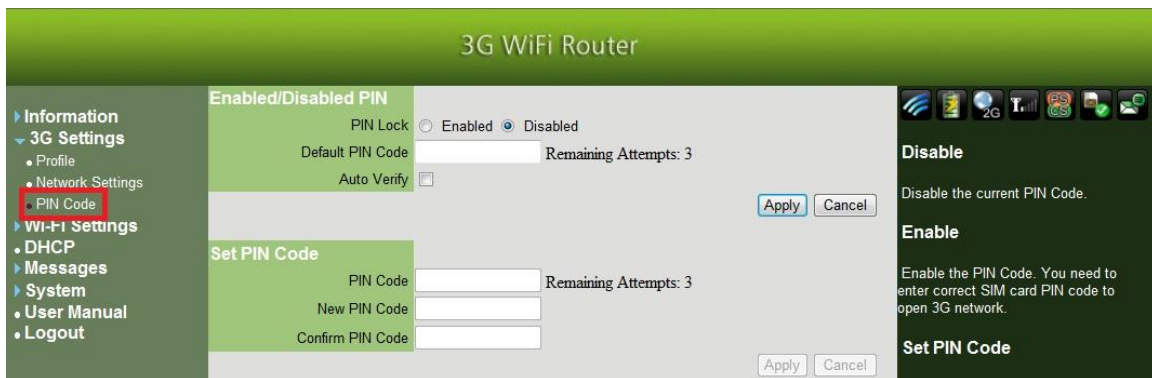 3G WiFi Router
Information
3G Settings
Profile
Network Settings
PIN Code
Wi-Fi Settings
DHCP
Messages
System
User Manual
Logout
Enabled/Disabled PIN
PIN Lock Enabled Disabled
Default PIN Code Remaining Attempts: 3
Auto Verify
Apply Cancel
Set PIN Code
PIN Code Remaining Attempts: 3
New PIN Code
Confirm PIN Code
Apply Cancel
2G
PS
CS
Disable
Disable the current PIN Code.
Enable
Enable the PIN Code. You need to
enter correct SIM card PIN code to
open 3G network.
Set PIN Code